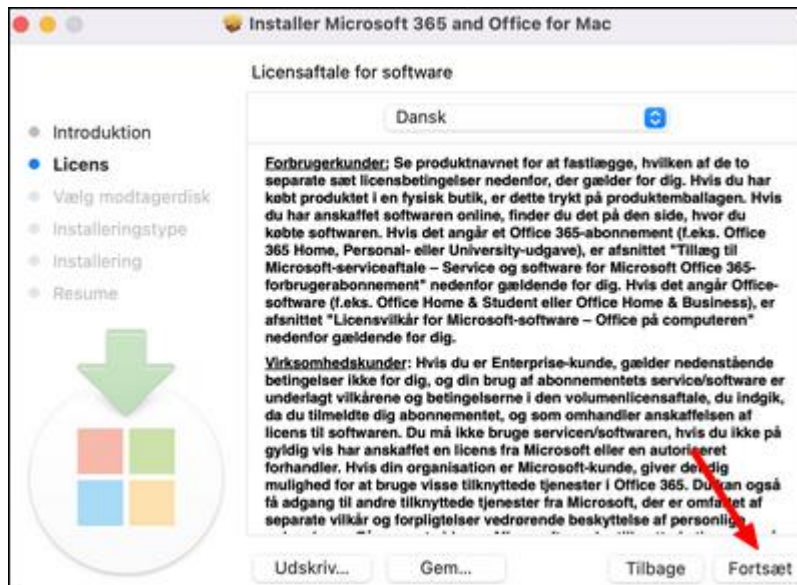 Installer Microsoft 365 and Office for Mac
Licensaftale for software
Dansk
Introduktion
Licens
Vælg modtagerdisk
Installeringstype
Installering
Resume
Forbrugerkunder: Se produktnavnet for at fastlægge, hvilken af de to
separate sæt licensbetingelser nedenfor, der gælder for dig. Hvis du har
købt produktet i en fysisk butik, er dette trykt på produktemballagen. Hvis
du har anskaffet softwaren online, finder du det på den side, hvor du
købte softwaren. Hvis det angår et Office 365-abonnement (f.eks. Office
365 Home, Personal- eller University-udgave), er afsnittet "Tillæg til
Microsoft-serviceaftale – Service og software for Microsoft Office 365-
forbrugerabonnement" nedenfor gældende for dig. Hvis det angår Office-
software (f.eks. Office Home & Student eller Office Home & Business), er
afsnittet "Licensvilkår for Microsoft-software – Office på computeren"
nedenfor gældende for dig.
Virksomhedskunder: Hvis du er Enterprise-kunde, gælder nedenstående
betingelser ikke for dig, og din brug af abonnementets service/software er
underlagt vilkårene og betingelserne i den volumenlicensaftale, du indgik,
da du tilmeldte dig abonnementet, og som omhandler anskaffelsen af
licens til softwaren. Du må ikke bruge servicen/softwaren, hvis du ikke på
gyldig vis har anskaffet en licens fra Microsoft eller en autoriseret
forhandler. Hvis din organisation er Microsoft-kunde, giver den dig
mulighed for at bruge visse tilknyttede tjenester i Office 365. Du kan også
få adgang til andre tilknyttede tjenester fra Microsoft, der er omfattet af
separate vilkår og forpligtelser vedrørende beskyttelse af personlige
Udskriv... Gem... Tilbage Fortsæt